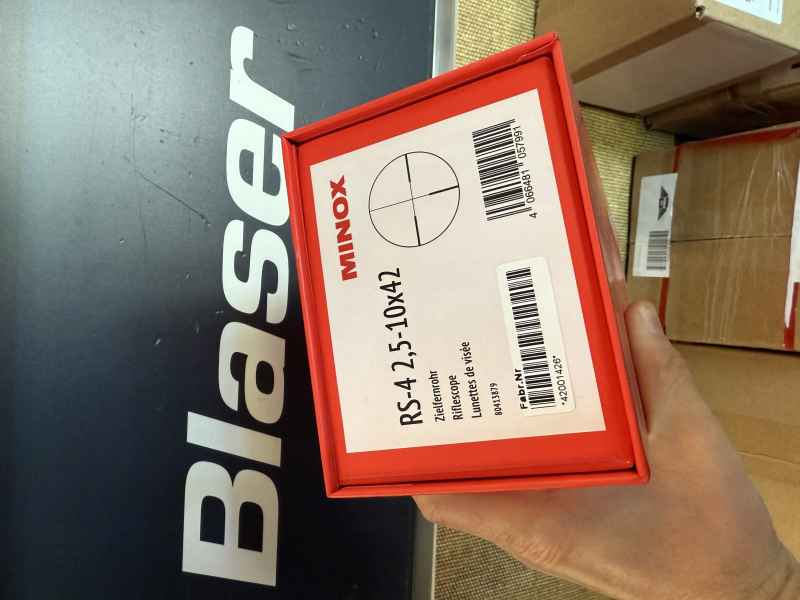 Blaser
MINOX
RS-4 2,5-10x42
Zielfernrohr
Riflescope
Lunettes de visée
80413879
4 066481 057991
Fabr.Nr
*42001426*